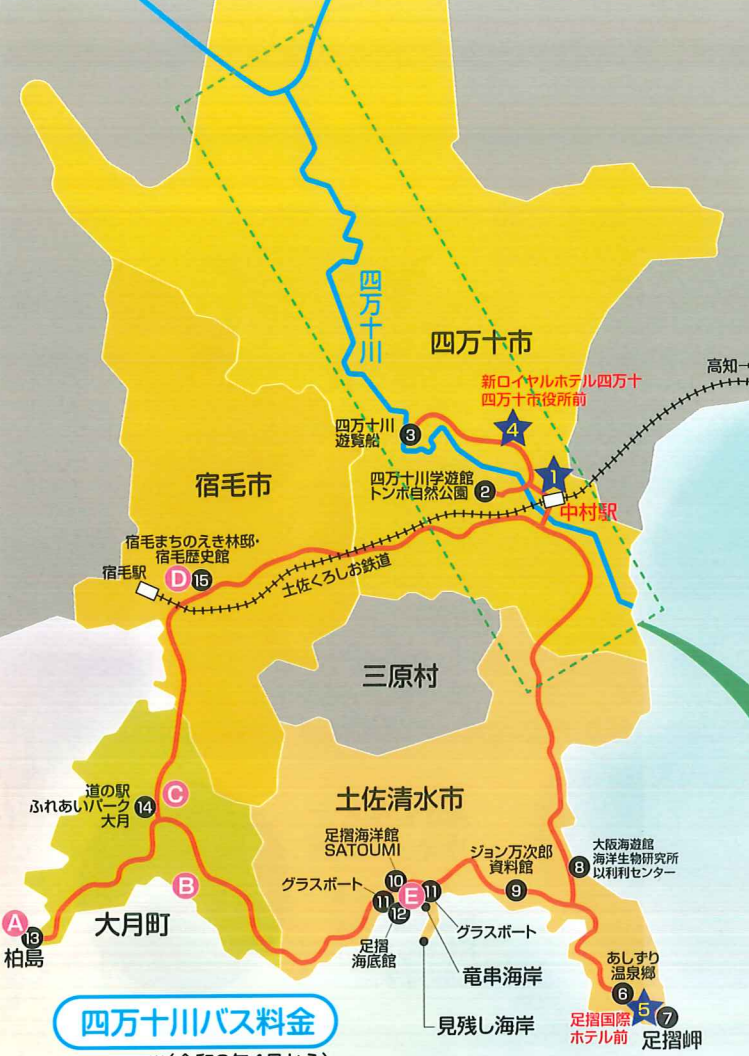 四万十川
四万十市
高知
新ロイヤルホテル四万十
四万十市役所前
4
四万十川
遊覧船
3
1
四万十川学遊館
トンボ自然公園
2
中村駅
宿毛市
宿毛まちのえき林邸・
宿毛歴史館
宿毛駅
D
15
土佐くろしお鉄道
三原村
道の駅
ふれあいパーク
大月
14
C
土佐清水市
足摺海洋館
SATOUMI
10
グラスボート
11
E
11
12
足摺
海底館
グラスボート
ジョン万次郎
資料館
9
8
大阪海遊館
海洋生物研究所
以布利センター
B
A
13
柏島
大月町
竜串海岸
見残し海岸
あしずり
温泉郷
6
5
7
足摺国際
ホテル前
足摺岬
四万十川バス料金